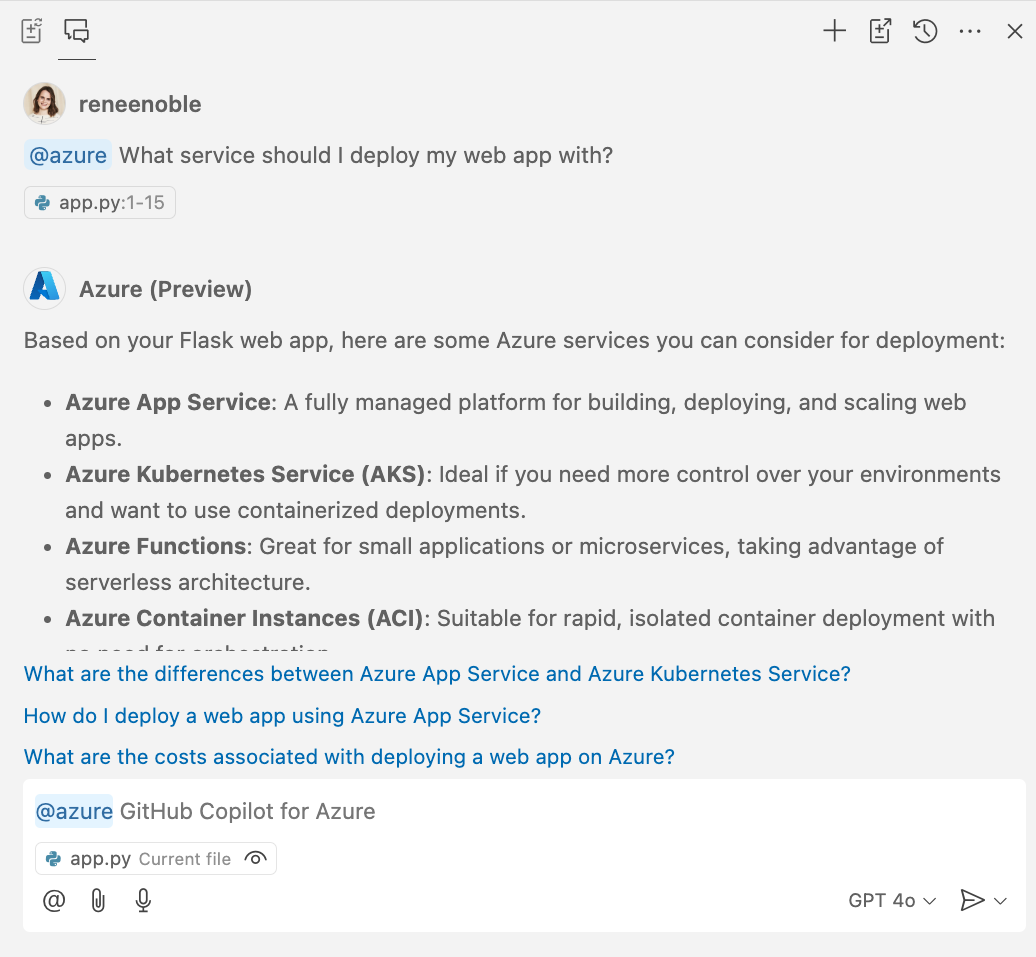 reneenoble
@azure What service should I deploy my web app with?
app.py:1-15
Azure (Preview)
Based on your Flask web app, here are some Azure services you can consider for deployment:
• Azure App Service: A fully managed platform for building, deploying, and scaling web
apps.
• Azure Kubernetes Service (AKS): Ideal if you need more control over your environments
and want to use containerized deployments.
• Azure Functions: Great for small applications or microservices, taking advantage of
serverless architecture.
• Azure Container Instances (ACI): Suitable for rapid, isolated container deployment with
no need for orchestration.
What are the differences between Azure App Service and Azure Kubernetes Service?
How do I deploy a web app using Azure App Service?
What are the costs associated with deploying a web app on Azure?
@azure GitHub Copilot for Azure
app.py Current file
GPT 4o